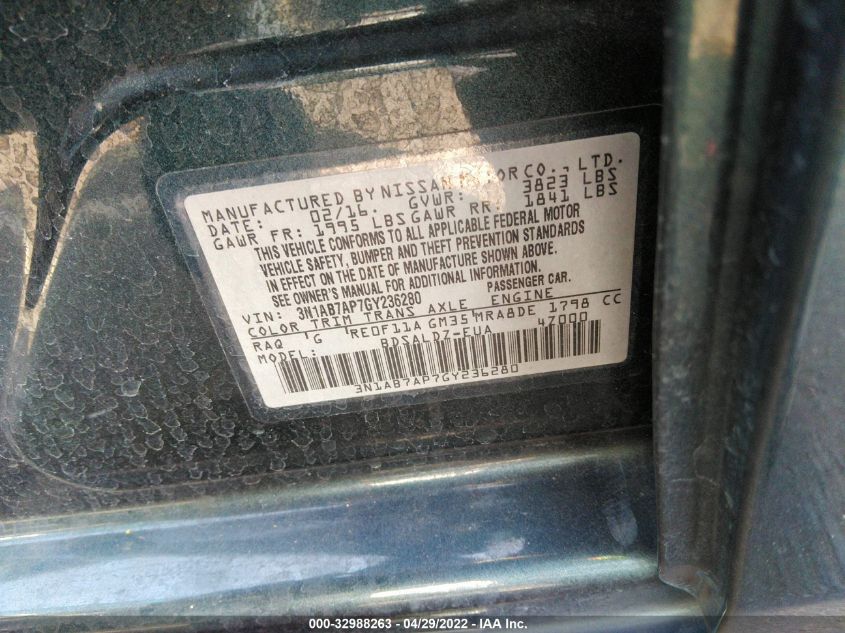 MANUFACTURED BY NISSAN MOTOR CO., LTD.
DATE: 02/16. GVWR: 3823 LBS
GAWR FR: 1995 LBS GAWR RR: 1841 LBS
THIS VEHICLE CONFORMS TO ALL APPLICABLE FEDERAL MOTOR
VEHICLE SAFETY, BUMPER AND THEFT PREVENTION STANDARDS
IN EFFECT ON THE DATE OF MANUFACTURE SHOWN ABOVE.
SEE OWNER'S MANUAL FOR ADDITIONAL INFORMATION.
VIN: 3N1AB7AP7GY236280 PASSENGER CAR.
COLOR TRIM TRANS AXLE ENGINE
RAQ G RE0F11A GM35 MRA8DE 1798 CC
MODEL: BDSALDZ-EUA 47000
3N1AB7AP7GY236280
000-32988263 - 04/29/2022 - IAA Inc.